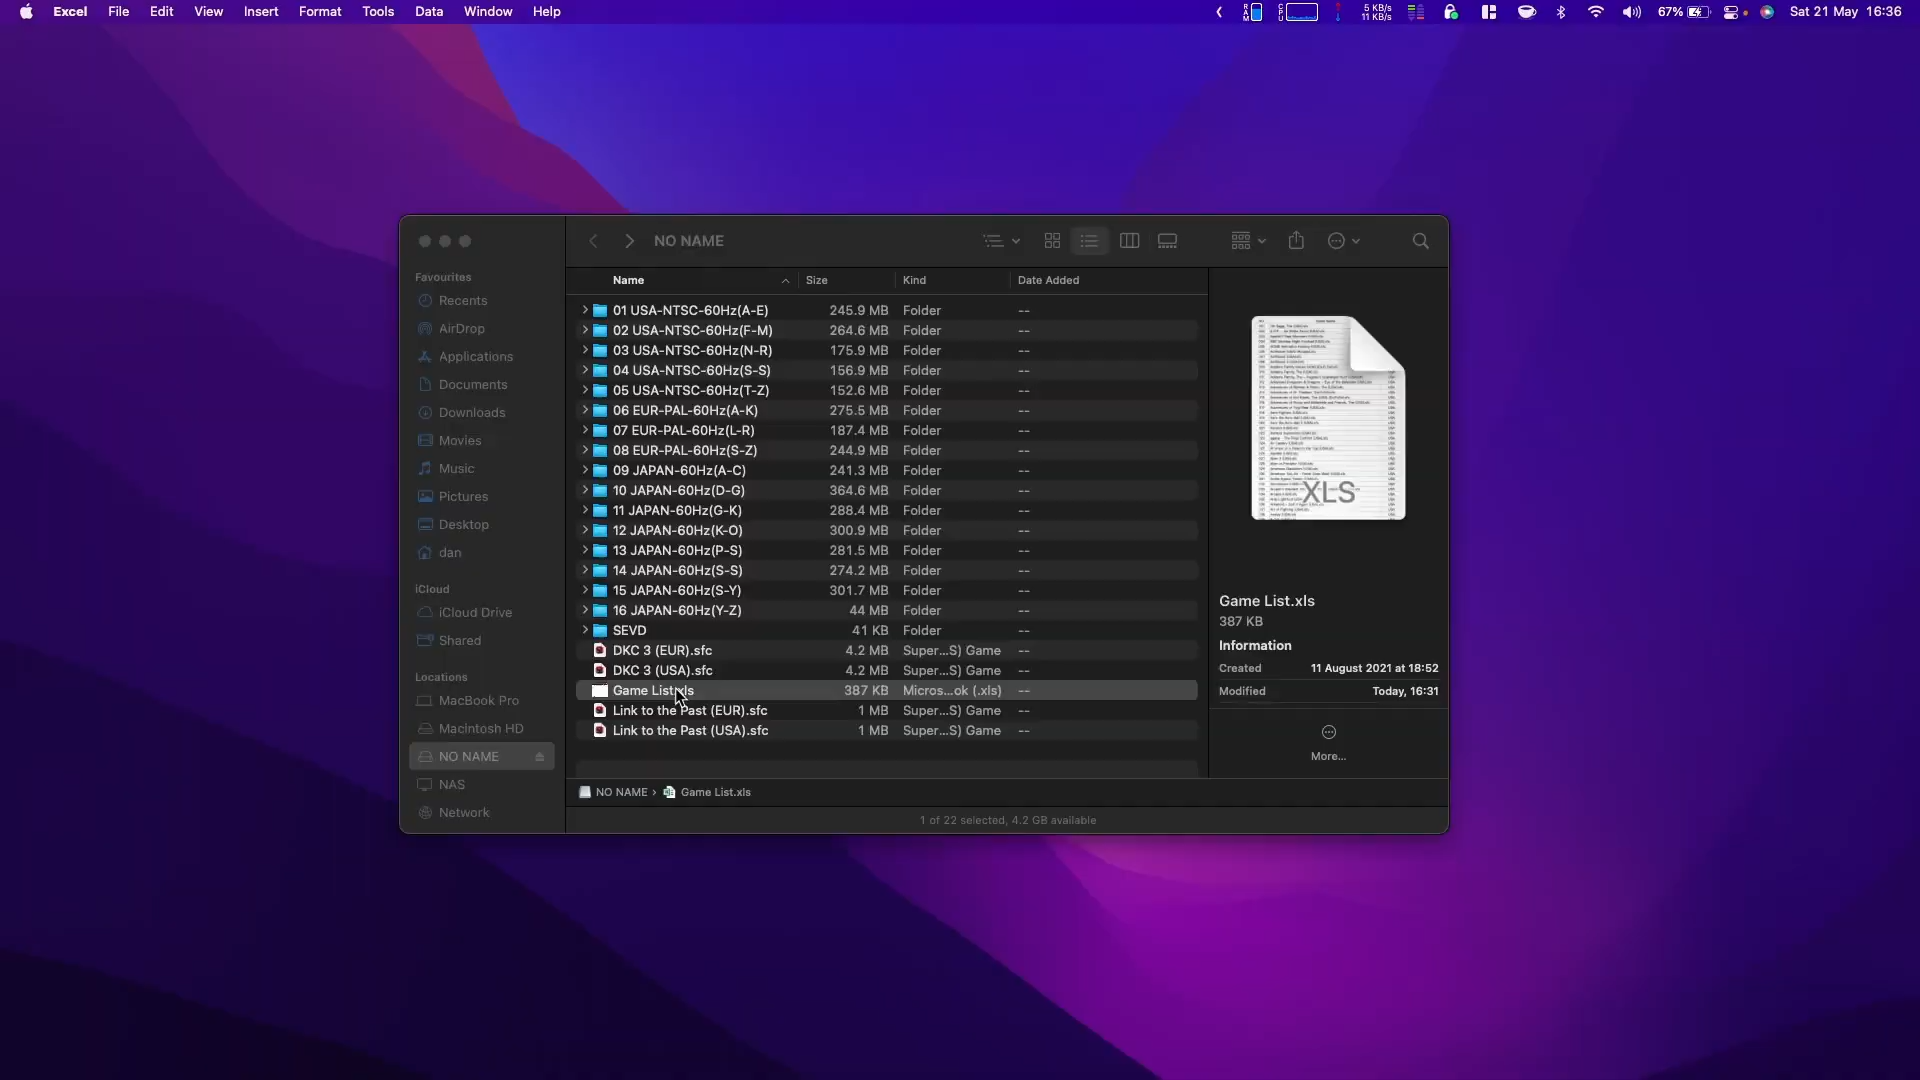 Excel File Edit View Insert Format Tools Data Window Help
RAM CPU 5 KB/s 11 KB/s 67% Sat 21 May 16:36
NO NAME
Favourites
Recents
AirDrop
Applications
Documents
Downloads
Movies
Music
Pictures
Desktop
dan
iCloud
iCloud Drive
Shared
Locations
MacBook Pro
Macintosh HD
NO NAME
NAS
Network
Name Size Kind Date Added
01 USA-NTSC-60Hz(A-E) 245.9 MB Folder --
02 USA-NTSC-60Hz(F-M) 264.6 MB Folder --
03 USA-NTSC-60Hz(N-R) 175.9 MB Folder --
04 USA-NTSC-60Hz(S-S) 156.9 MB Folder --
05 USA-NTSC-60Hz(T-Z) 152.6 MB Folder --
06 EUR-PAL-60Hz(A-K) 275.5 MB Folder --
07 EUR-PAL-60Hz(L-R) 187.4 MB Folder --
08 EUR-PAL-60Hz(S-Z) 244.9 MB Folder --
09 JAPAN-60Hz(A-C) 241.3 MB Folder --
10 JAPAN-60Hz(D-G) 364.6 MB Folder --
11 JAPAN-60Hz(G-K) 288.4 MB Folder --
12 JAPAN-60Hz(K-O) 300.9 MB Folder --
13 JAPAN-60Hz(P-S) 281.5 MB Folder --
14 JAPAN-60Hz(S-S) 274.2 MB Folder --
15 JAPAN-60Hz(S-Y) 301.7 MB Folder --
16 JAPAN-60Hz(Y-Z) 44 MB Folder --
SEVD 41 KB Folder --
DKC 3 (EUR).sfc 4.2 MB Super...S) Game --
DKC 3 (USA).sfc 4.2 MB Super...S) Game --
Game List.xls 387 KB Micros...ok (.xls) --
Link to the Past (EUR).sfc 1 MB Super...S) Game --
Link to the Past (USA).sfc 1 MB Super...S) Game --
XLS
Game List.xls
387 KB
Information
Created 11 August 2021 at 18:52
Modified Today, 16:31
More...
NO NAME › Game List.xls
1 of 22 selected, 4.2 GB available